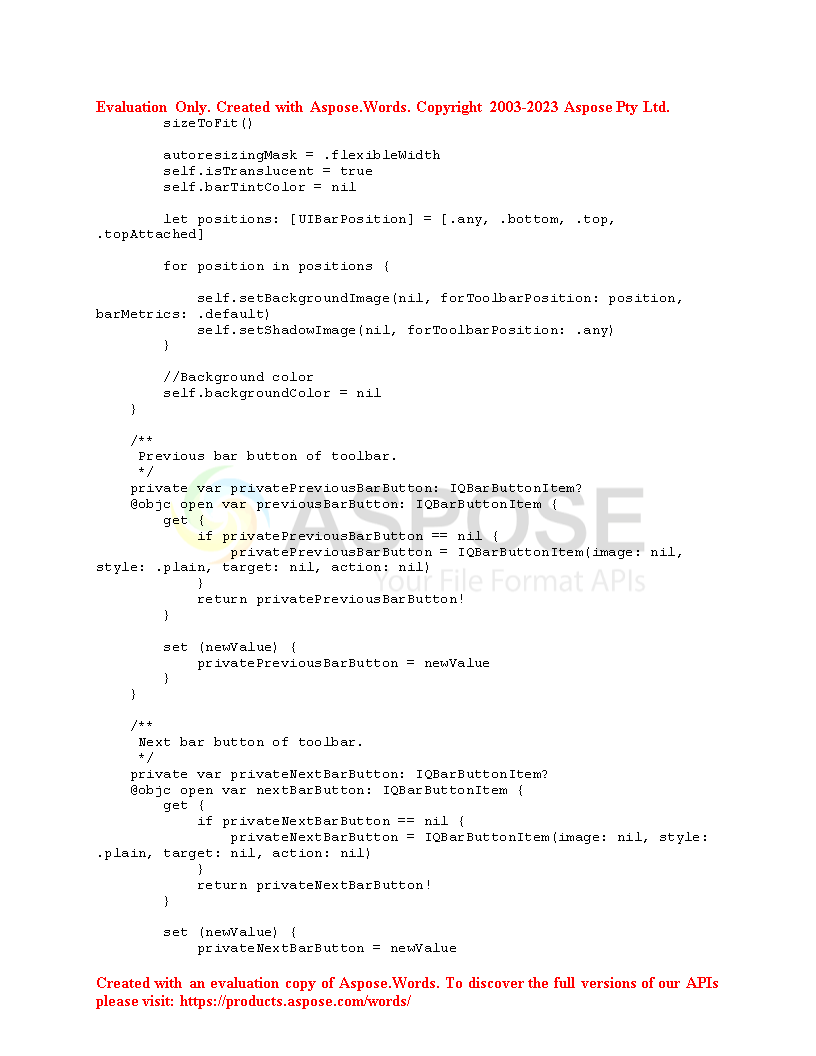 Evaluation Only. Created with Aspose.Words. Copyright 2003-2023 Aspose Pty Ltd.
        sizeToFit()

        autoresizingMask = .flexibleWidth
        self.isTranslucent = true
        self.barTintColor = nil

        let positions: [UIBarPosition] = [.any, .bottom, .top,
.topAttached]

        for position in positions {

            self.setBackgroundImage(nil, forToolbarPosition: position,
barMetrics: .default)
            self.setShadowImage(nil, forToolbarPosition: .any)
        }

        //Background color
        self.backgroundColor = nil
    }

    /**
     Previous bar button of toolbar.
     */
    private var privatePreviousBarButton: IQBarButtonItem?
    @objc open var previousBarButton: IQBarButtonItem {
        get {
            if privatePreviousBarButton == nil {
                privatePreviousBarButton = IQBarButtonItem(image: nil,
style: .plain, target: nil, action: nil)
            }
            return privatePreviousBarButton!
        }

        set (newValue) {
            privatePreviousBarButton = newValue
        }
    }

    /**
     Next bar button of toolbar.
     */
    private var privateNextBarButton: IQBarButtonItem?
    @objc open var nextBarButton: IQBarButtonItem {
        get {
            if privateNextBarButton == nil {
                privateNextBarButton = IQBarButtonItem(image: nil, style:
.plain, target: nil, action: nil)
            }
            return privateNextBarButton!
        }

        set (newValue) {
            privateNextBarButton = newValue

ASPOSE
Your File Format APIs
Created with an evaluation copy of Aspose.Words. To discover the full versions of our APIs
please visit: https://products.aspose.com/words/